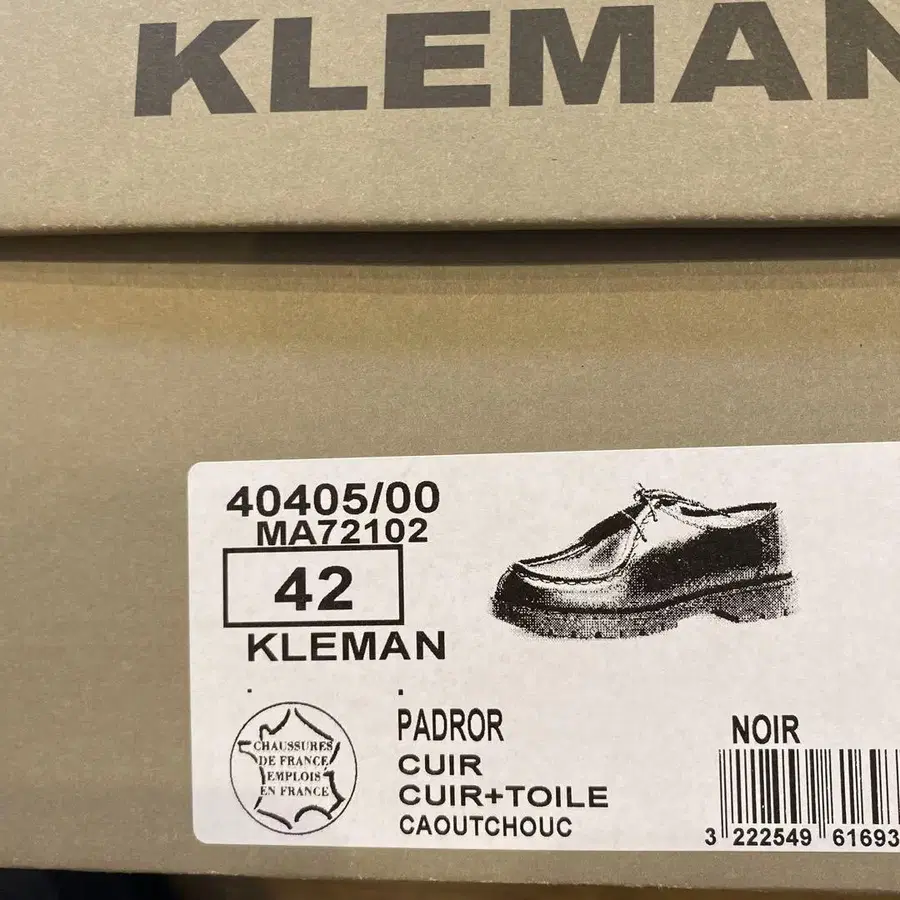 KLEMAN
40405/00
MA72102
42
KLEMAN
CHAUSSURES
DE FRANCE
EMPLOIS
EN FRANCE
PADROR
NOIR
CUIR
CUIR+TOILE
CAOUTCHOUC
3 222549 61693